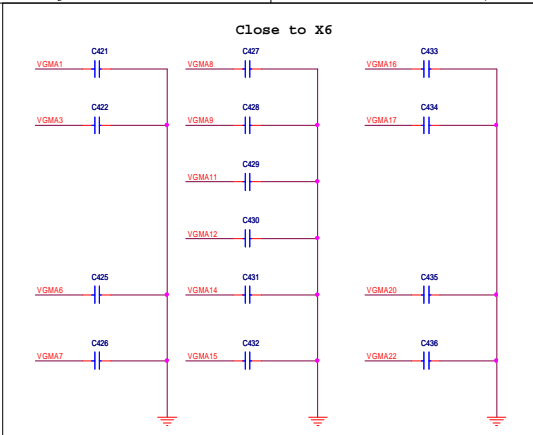 Close to X6
C421
VGMA1
C422
VGMA3
C425
VGMA6
C426
VGMA7
C427
VGMA8
C428
VGMA9
C429
VGMA11
C430
VGMA12
C431
VGMA14
C432
VGMA15
C433
VGMA16
C434
VGMA17
C435
VGMA20
C436
VGMA22